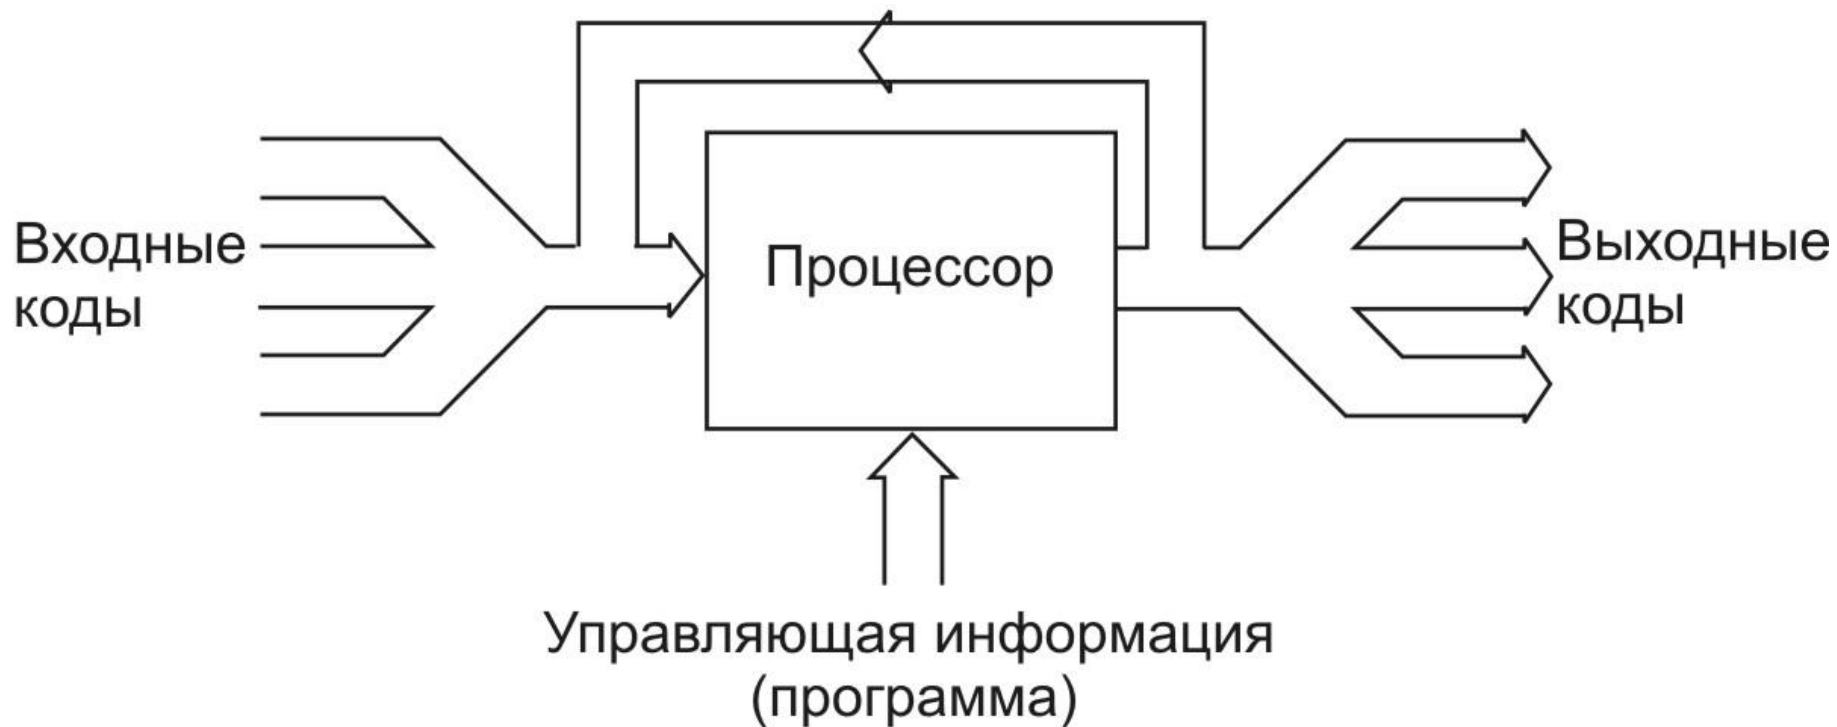 Входные
коды
Процессор
Выходные
коды
Управляющая информация
(программа)